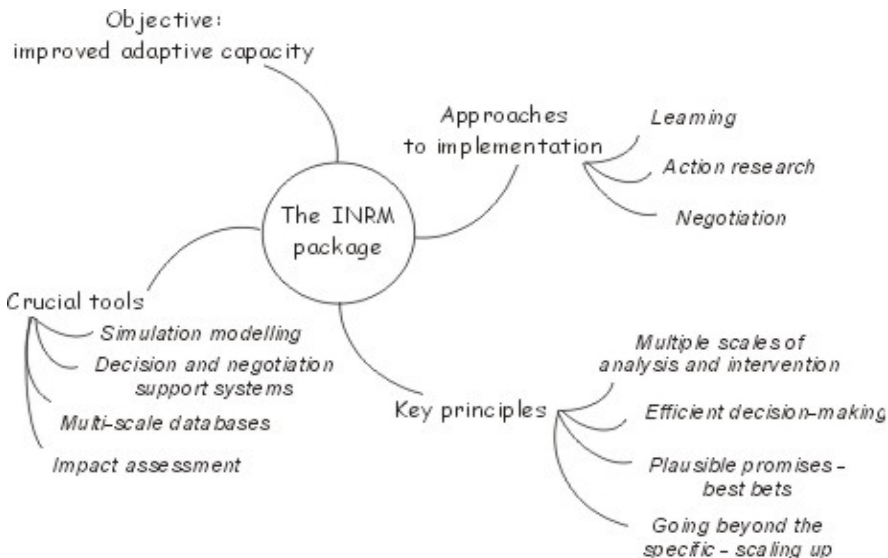 Objective:
improved adaptive capacity
Approaches
to implementation
Learning
Action research
Negotiation
The INRM
package
Crucial tools
Simulation modelling
Decision and negotiation
support systems
Multi-scale databases
Impact assessment
Key principles
Multiple scales of
analysis and intervention
Efficient decision-making
Plausible promises –
best bets
Going beyond the
specific – scaling up